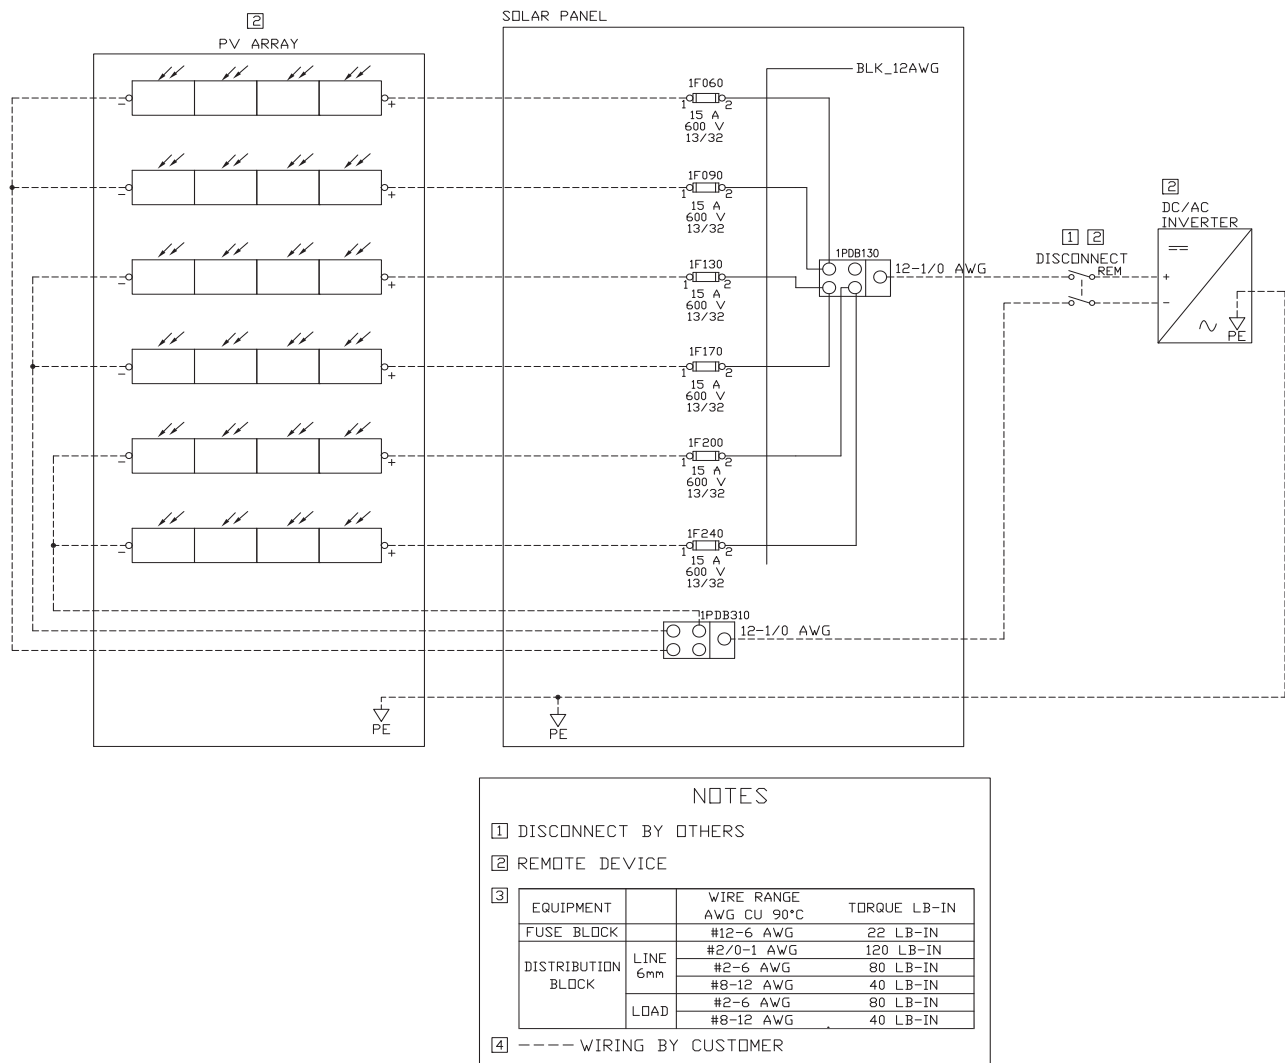 SOLAR PANEL
2
PV ARRAY
BLK_12AWG
- +
1F060
1 2
15 A
600 V
13/32
- +
1F090
1 2
15 A
600 V
13/32
2
DC/AC
INVERTER
- +
1F130
1 2
15 A
600 V
13/32
1PDB130
12-1/0 AWG
1 2
DISCONNECT
REM
+
-
PE
- +
1F170
1 2
15 A
600 V
13/32
- +
1F200
1 2
15 A
600 V
13/32
- +
1F240
1 2
15 A
600 V
13/32
1PDB310
12-1/0 AWG
PE
PE
NOTES
1 DISCONNECT BY OTHERS
2 REMOTE DEVICE
3
EQUIPMENT WIRE RANGE AWG CU 90°C TORQUE LB-IN
FUSE BLOCK #12-6 AWG 22 LB-IN
DISTRIBUTION BLOCK LINE 6mm #2/0-1 AWG 120 LB-IN
#2-6 AWG 80 LB-IN
#8-12 AWG 40 LB-IN
LOAD #2-6 AWG 80 LB-IN
#8-12 AWG 40 LB-IN
4 ---- WIRING BY CUSTOMER